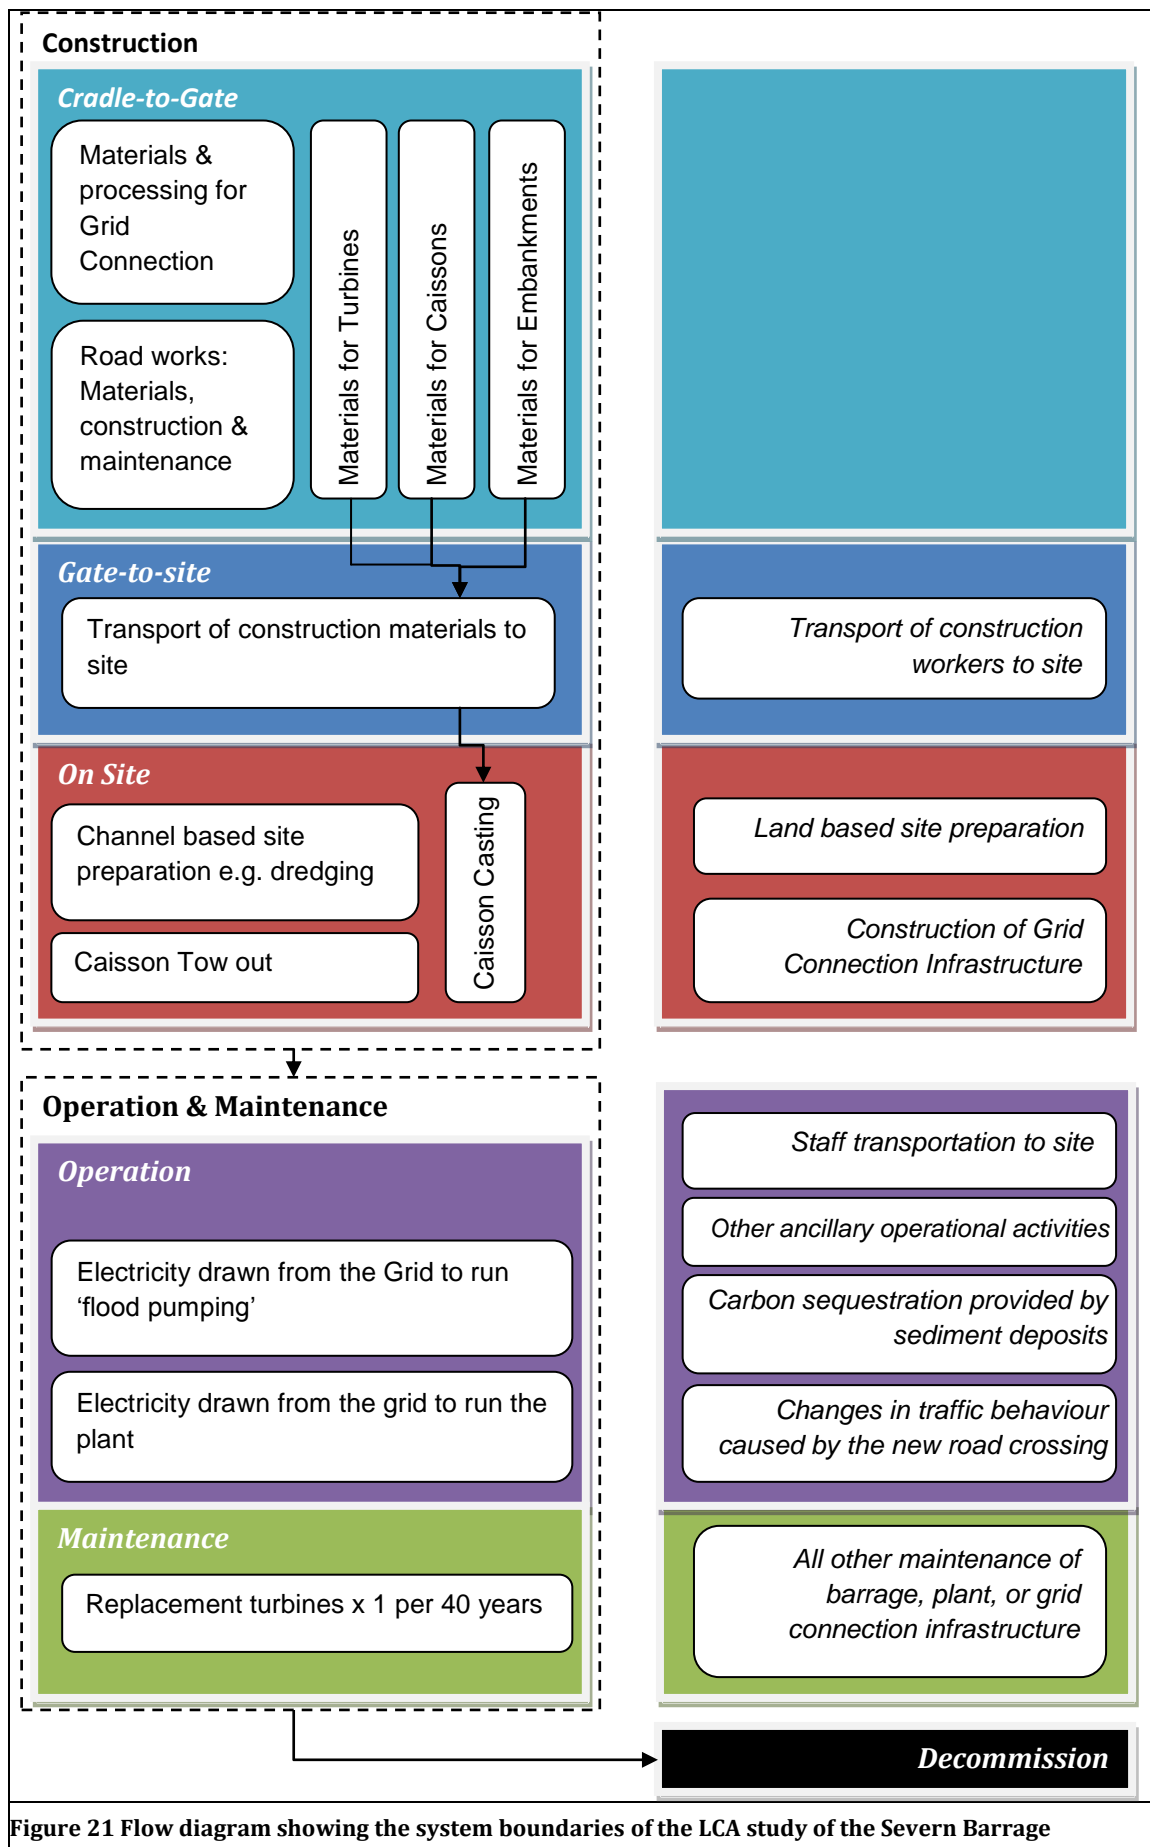 Construction
Cradle-to-Gate
Materials &
processing for
Grid
Connection
Road works:
Materials,
construction &
maintenance
Materials for Turbines
Materials for Caissons
Materials for Embankments
Gate-to-site
Transport of construction materials to
site
Transport of construction
workers to site
On Site
Channel based site
preparation e.g. dredging
Caisson Tow out
Caisson Casting
Land based site preparation
Construction of Grid
Connection Infrastructure
Operation & Maintenance
Operation
Electricity drawn from the Grid to run
‘flood pumping’
Electricity drawn from the grid to run the
plant
Staff transportation to site
Other ancillary operational activities
Carbon sequestration provided by
sediment deposits
Changes in traffic behaviour
caused by the new road crossing
Maintenance
Replacement turbines x 1 per 40 years
All other maintenance of
barrage, plant, or grid
connection infrastructure
Decommission
Figure 21 Flow diagram showing the system boundaries of the LCA study of the Severn Barrage